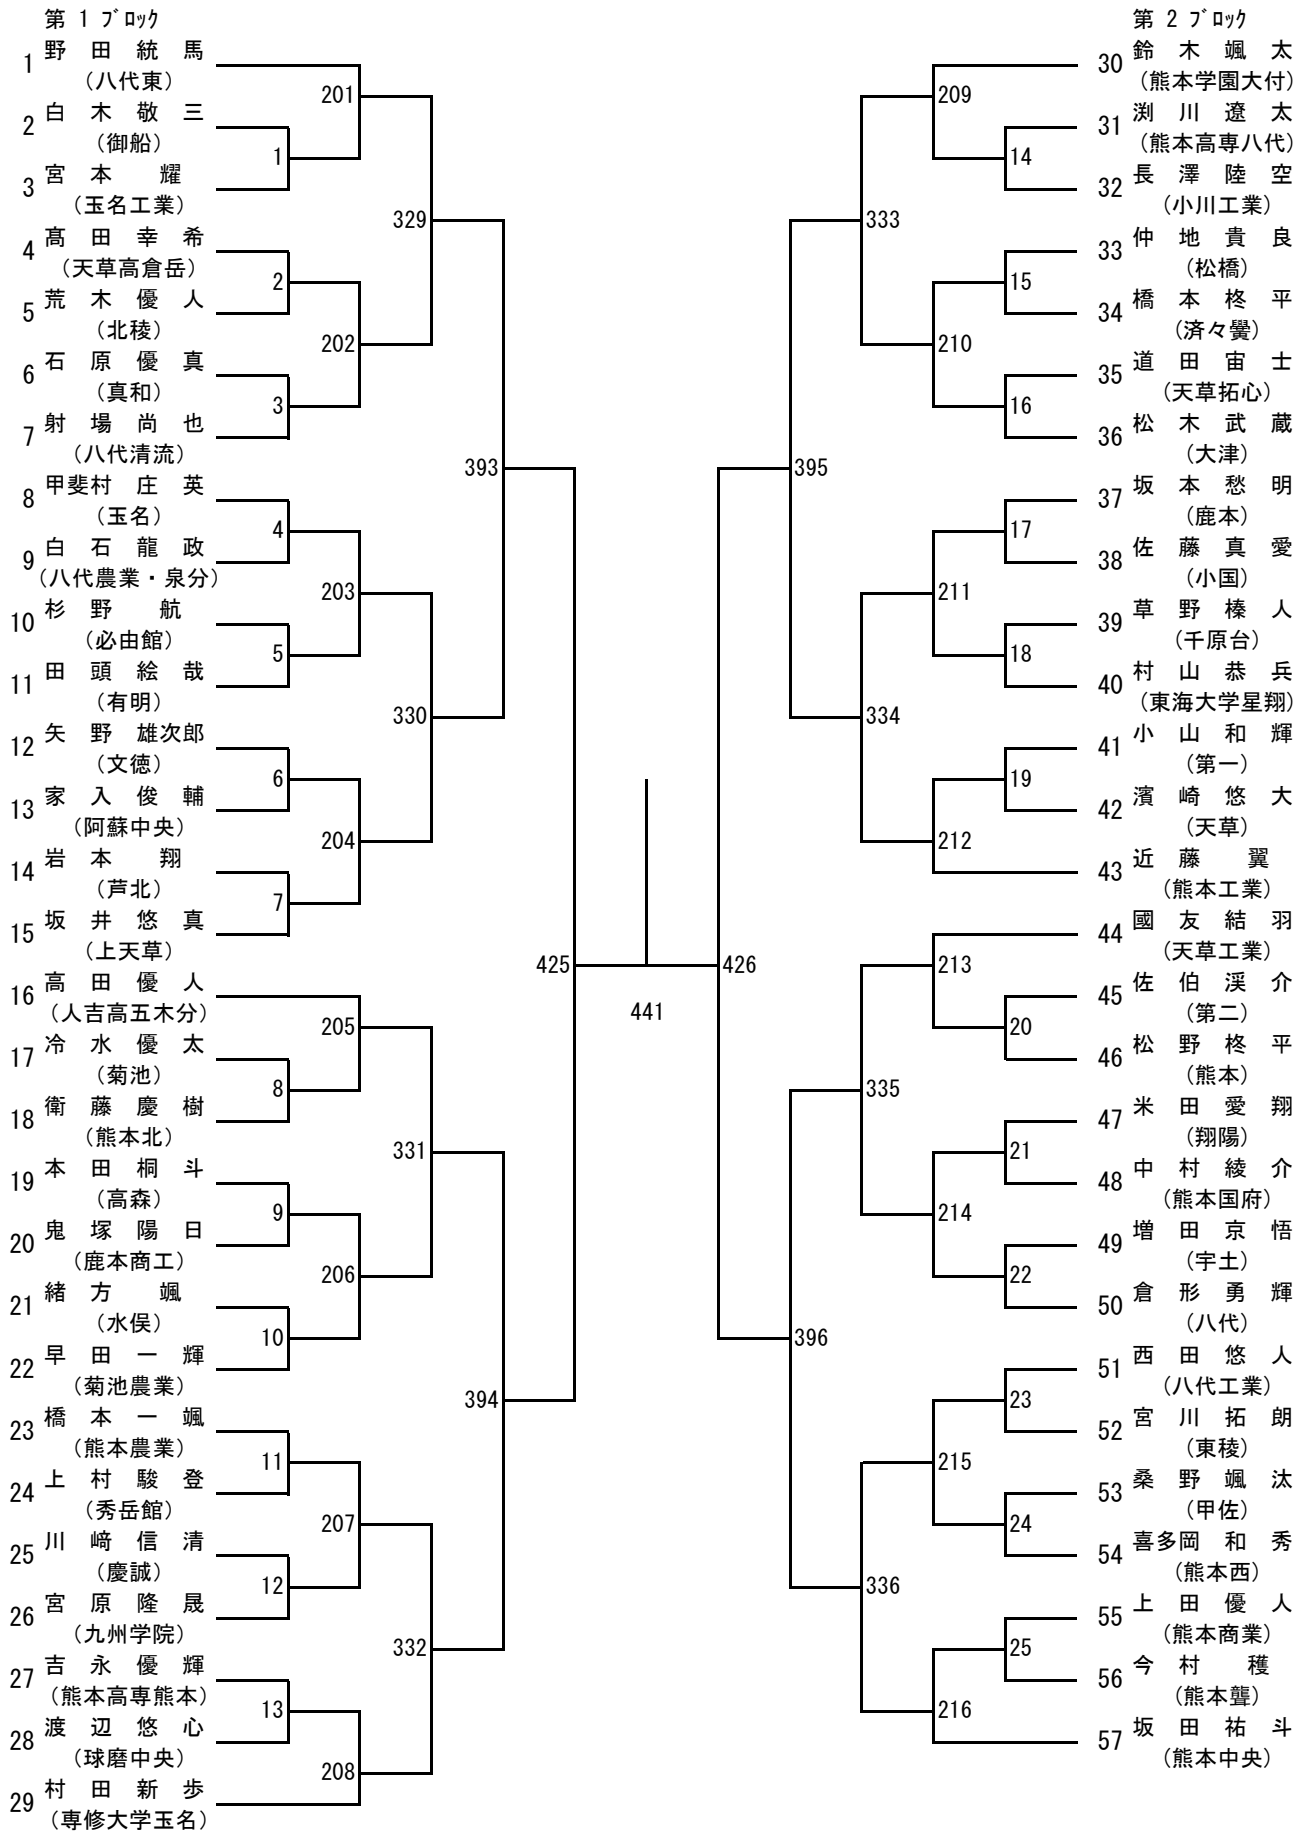 第 1 ﾌﾞﾛｯｸ
1 野 田 統 馬
(八代東)
2 白 木 敬 三
(御船)
3 宮 本 耀
(玉名工業)
4 髙 田 幸 希
(天草高倉岳)
5 荒 木 優 人
(北稜)
6 石 原 優 真
(真和)
7 射 場 尚 也
(八代清流)
8 甲斐村 庄 英
(玉名)
9 白 石 龍 政
(八代農業・泉分)
10 杉 野 航
(必由館)
11 田 頭 絵 哉
(有明)
12 矢 野 雄次郎
(文徳)
13 家 入 俊 輔
(阿蘇中央)
14 岩 本 翔
(芦北)
15 坂 井 悠 真
(上天草)
16 高 田 優 人
(人吉高五木分)
17 冷 水 優 太
(菊池)
18 衛 藤 慶 樹
(熊本北)
19 本 田 桐 斗
(高森)
20 鬼 塚 陽 日
(鹿本商工)
21 緒 方 颯
(水俣)
22 早 田 一 輝
(菊池農業)
23 橋 本 一 颯
(熊本農業)
24 上 村 駿 登
(秀岳館)
25 川 﨑 信 清
(慶誠)
26 宮 原 隆 晟
(九州学院)
27 吉 永 優 輝
(熊本高専熊本)
28 渡 辺 悠 心
(球磨中央)
29 村 田 新 歩
(専修大学玉名)
1
2
3
4
5
6
7
8
9
10
11
12
13
201
202
203
204
205
206
207
208
329
330
331
332
393
394
425
441
426
395
396
333
334
335
336
209
210
211
212
213
214
215
216
14
15
16
17
18
19
20
21
22
23
24
25
第 2 ﾌﾞﾛｯｸ
30 鈴 木 颯 太
(熊本学園大付)
31 渕 川 遼 太
(熊本高専八代)
32 長 澤 陸 空
(小川工業)
33 仲 地 貴 良
(松橋)
34 橋 本 柊 平
(済々黌)
35 道 田 宙 士
(天草拓心)
36 松 木 武 蔵
(大津)
37 坂 本 愁 明
(鹿本)
38 佐 藤 真 愛
(小国)
39 草 野 榛 人
(千原台)
40 村 山 恭 兵
(東海大学星翔)
41 小 山 和 輝
(第一)
42 濱 崎 悠 大
(天草)
43 近 藤 翼
(熊本工業)
44 國 友 結 羽
(天草工業)
45 佐 伯 渓 介
(第二)
46 松 野 柊 平
(熊本)
47 米 田 愛 翔
(翔陽)
48 中 村 綾 介
(熊本国府)
49 増 田 京 悟
(宇土)
50 倉 形 勇 輝
(八代)
51 西 田 悠 人
(八代工業)
52 宮 川 拓 朗
(東稜)
53 桑 野 颯 汰
(甲佐)
54 喜多岡 和 秀
(熊本西)
55 上 田 優 人
(熊本商業)
56 今 村 穫
(熊本聾)
57 坂 田 祐 斗
(熊本中央)